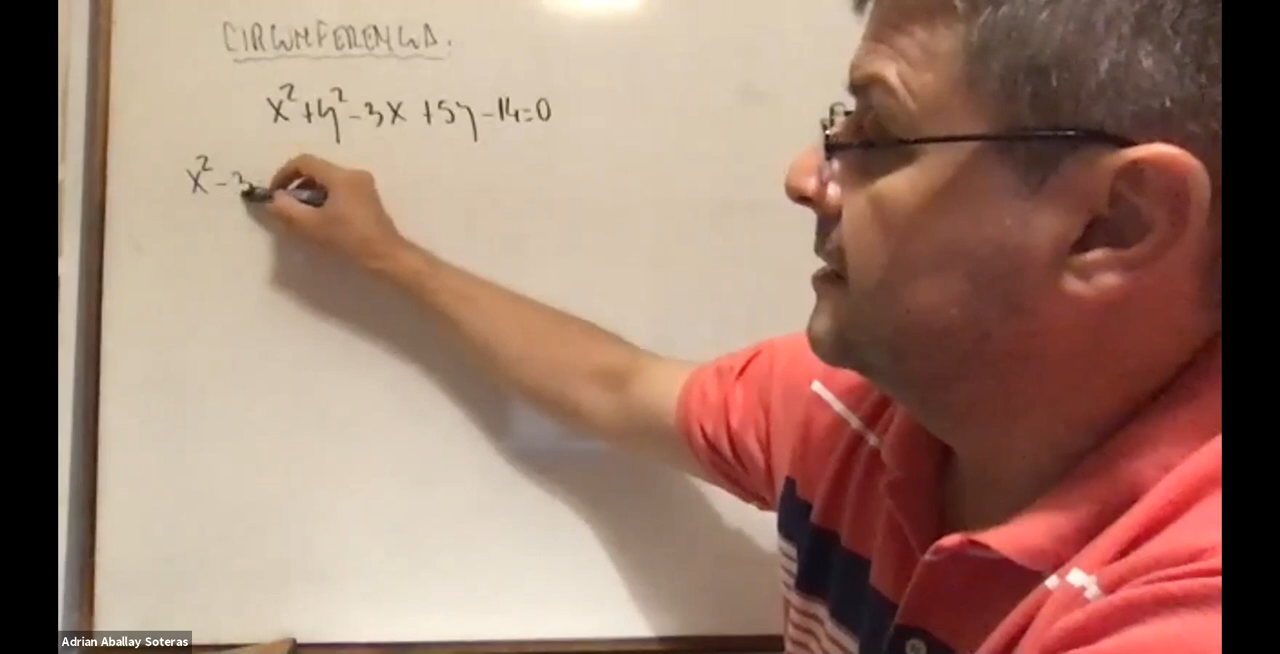 CIRCUNFERENCIA.
x²+y²-3x+5y-14=0
x²-3
Adrian Aballay Soteras